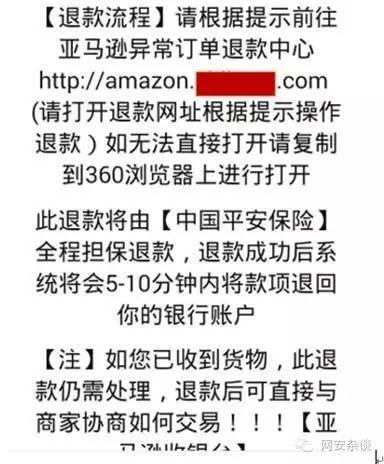 【退款流程】请根据提示前往
亚马逊异常订单退款中心
http://amazon.
.com
(请打开退款网址根据提示操作
退款）如无法直接打开请复制
到360浏览器上进行打开
此退款将由【中国平安保险】
全程担保退款，退款成功后系
统将会5-10分钟内将款项退回
你的银行账户
【注】如您已收到货物，此退
款仍需处理，退款后可直接与
商家协商如何交易！！！【亚
马逊收银台】
网安杂谈